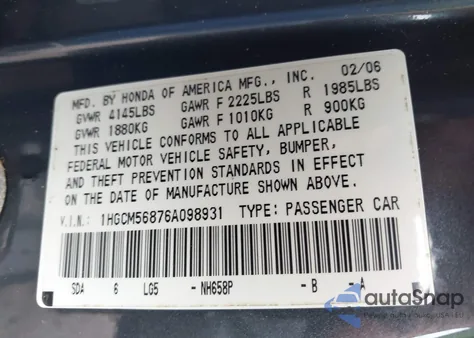 MFD. BY HONDA OF AMERICA MFG., INC. 02/06
GVWR 4145LBS GAWR F 2225LBS R 1985LBS
GVWR 1880KG GAWR F 1010KG R 900KG
THIS VEHICLE CONFORMS TO ALL APPLICABLE
FEDERAL MOTOR VEHICLE SAFETY, BUMPER,
AND THEFT PREVENTION STANDARDS IN EFFECT
ON THE DATE OF MANUFACTURE SHOWN ABOVE.
V.I.N.: 1HGCM56876A098931 TYPE: PASSENGER CAR
SDA 6 LG5 -NH658P -B -A
autoSnap